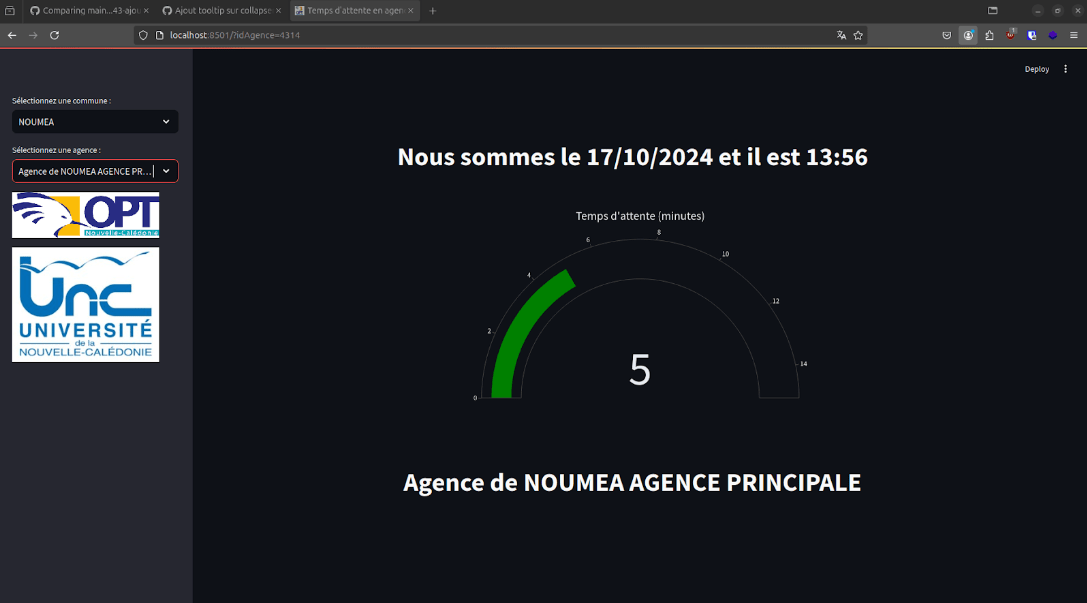 Comparing main...43-ajou
Ajout tooltip sur collapse
Temps d'attente en agen
localhost:8501/?idAgence=4314
Deploy
Sélectionnez une commune :
NOUMEA
Sélectionnez une agence :
Agence de NOUMEA AGENCE PR...
OPT
Nouvelle-Calédonie
unc
UNIVERSITÉ
de la
NOUVELLE-CALÉDONIE
Nous sommes le 17/10/2024 et il est 13:56
Temps d'attente (minutes)
0
2
4
6
8
10
12
14
5
Agence de NOUMEA AGENCE PRINCIPALE